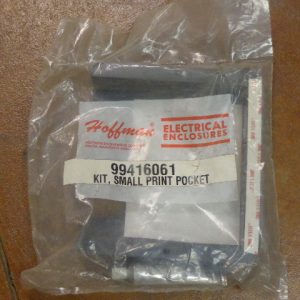 Hoffman
ELECTRICAL
ENCLOSURES
99416061
KIT, SMALL PRINT POCKET